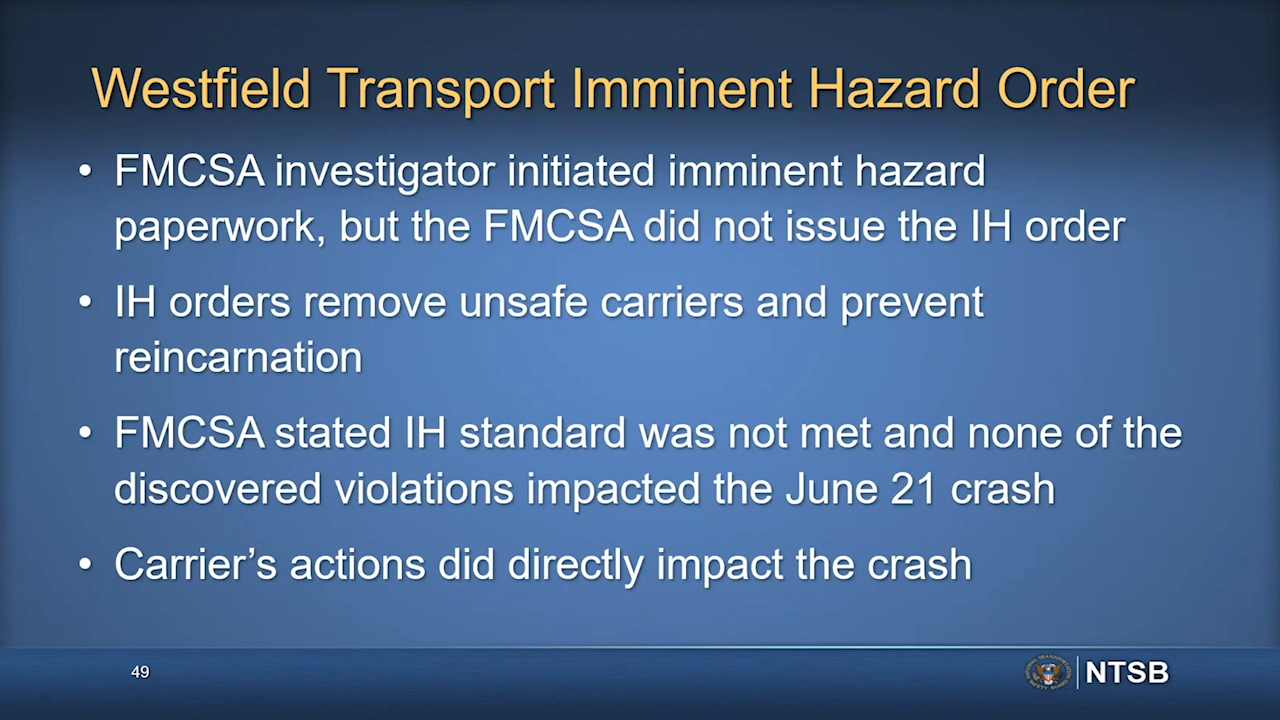 Westfield Transport Imminent Hazard Order
• FMCSA investigator initiated imminent hazard
paperwork, but the FMCSA did not issue the IH order
• IH orders remove unsafe carriers and prevent
reincarnation
• FMCSA stated IH standard was not met and none of the
discovered violations impacted the June 21 crash
• Carrier’s actions did directly impact the crash
49
NTSB